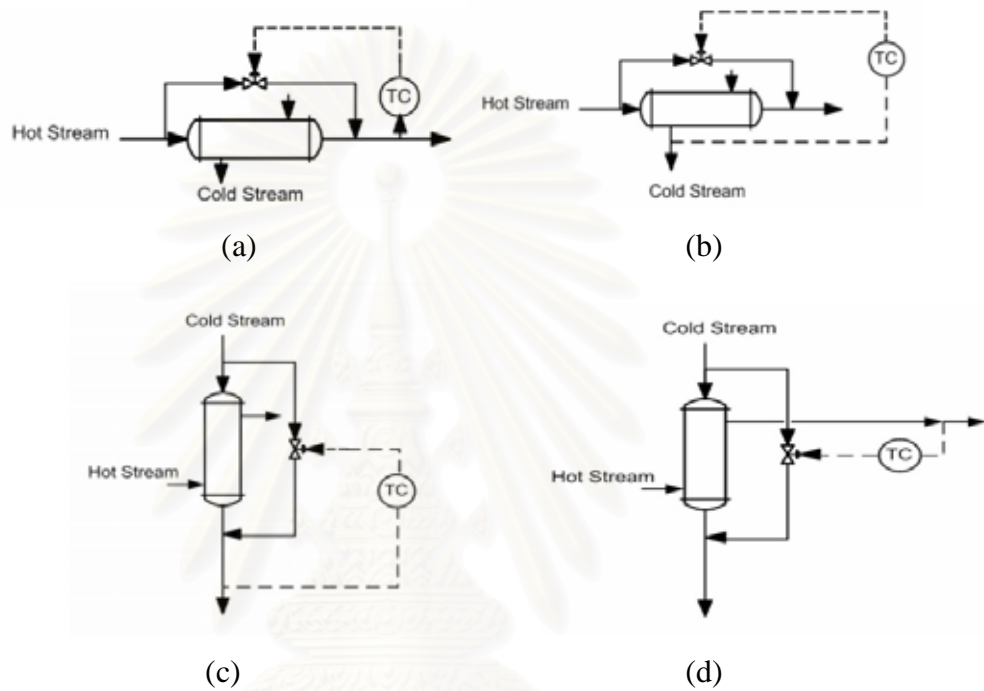 TC
Hot Stream
Cold Stream
(a)
TC
Hot Stream
Cold Stream
(b)
Cold Stream
Hot Stream
TC
(c)
Cold Stream
TC
Hot Stream
(d)